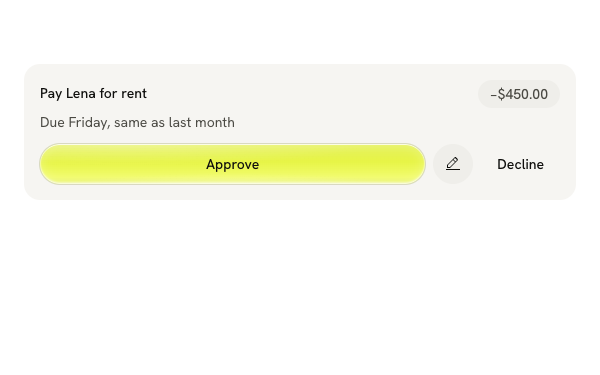 Pay Lena for rent
-$450.00
Due Friday, same as last month
Approve
Decline